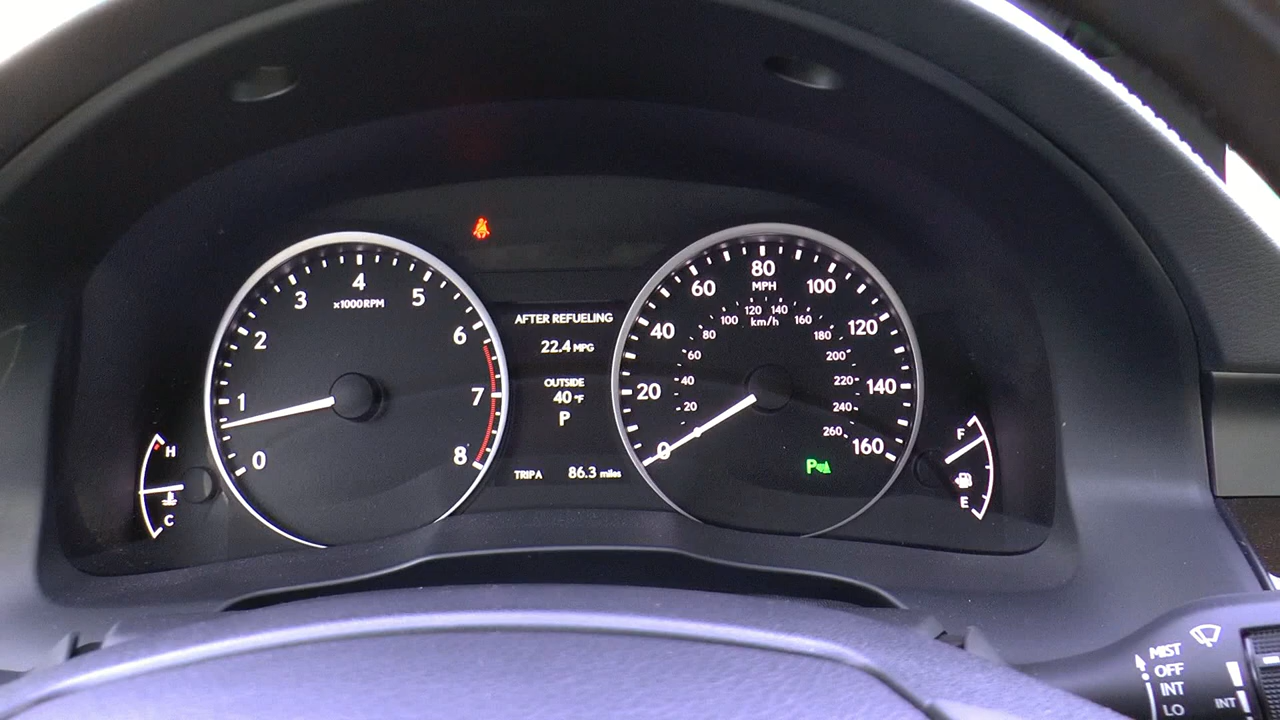 0
1
2
3
4
5
6
7
8
x1000RPM
H
C
AFTER REFUELING
22.4 MPG
OUTSIDE
40 °F
P
TRIP A 86.3 miles
0
20
40
60
80
100
120
140
160
MPH
20
40
60
80
100
120
140
160
180
200
220
240
260
km/h
P
F
E
MIST
OFF
INT
LO
INT